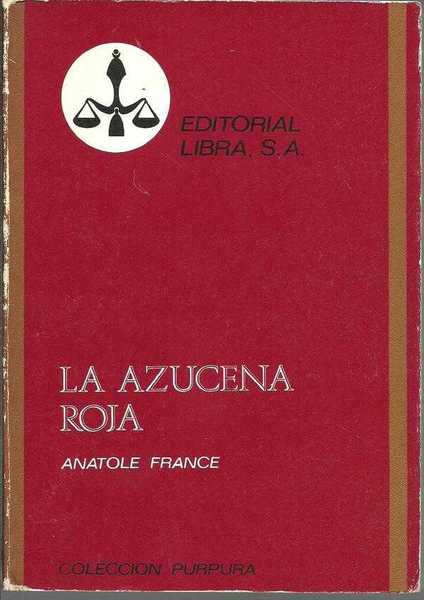 EDITORIAL
LIBRA, S.A.
LA AZUCENA
ROJA
ANATOLE FRANCE
COLECCION PURPURA